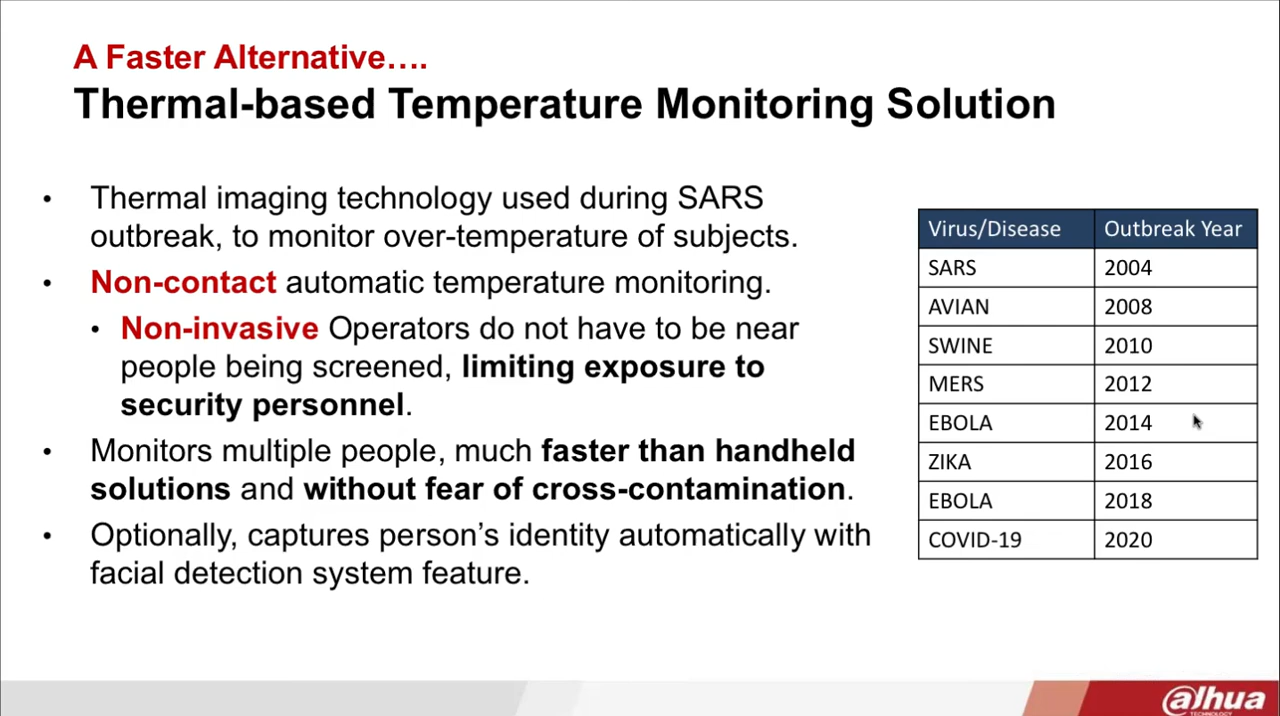 A Faster Alternative….
Thermal-based Temperature Monitoring Solution
• Thermal imaging technology used during SARS
outbreak, to monitor over-temperature of subjects.
• Non-contact automatic temperature monitoring.
• Non-invasive Operators do not have to be near
people being screened, limiting exposure to
security personnel.
• Monitors multiple people, much faster than handheld
solutions and without fear of cross-contamination.
• Optionally, captures person’s identity automatically with
facial detection system feature.
Virus/Disease Outbreak Year
SARS 2004
AVIAN 2008
SWINE 2010
MERS 2012
EBOLA 2014
ZIKA 2016
EBOLA 2018
COVID-19 2020
alhua
TECHNOLOGY